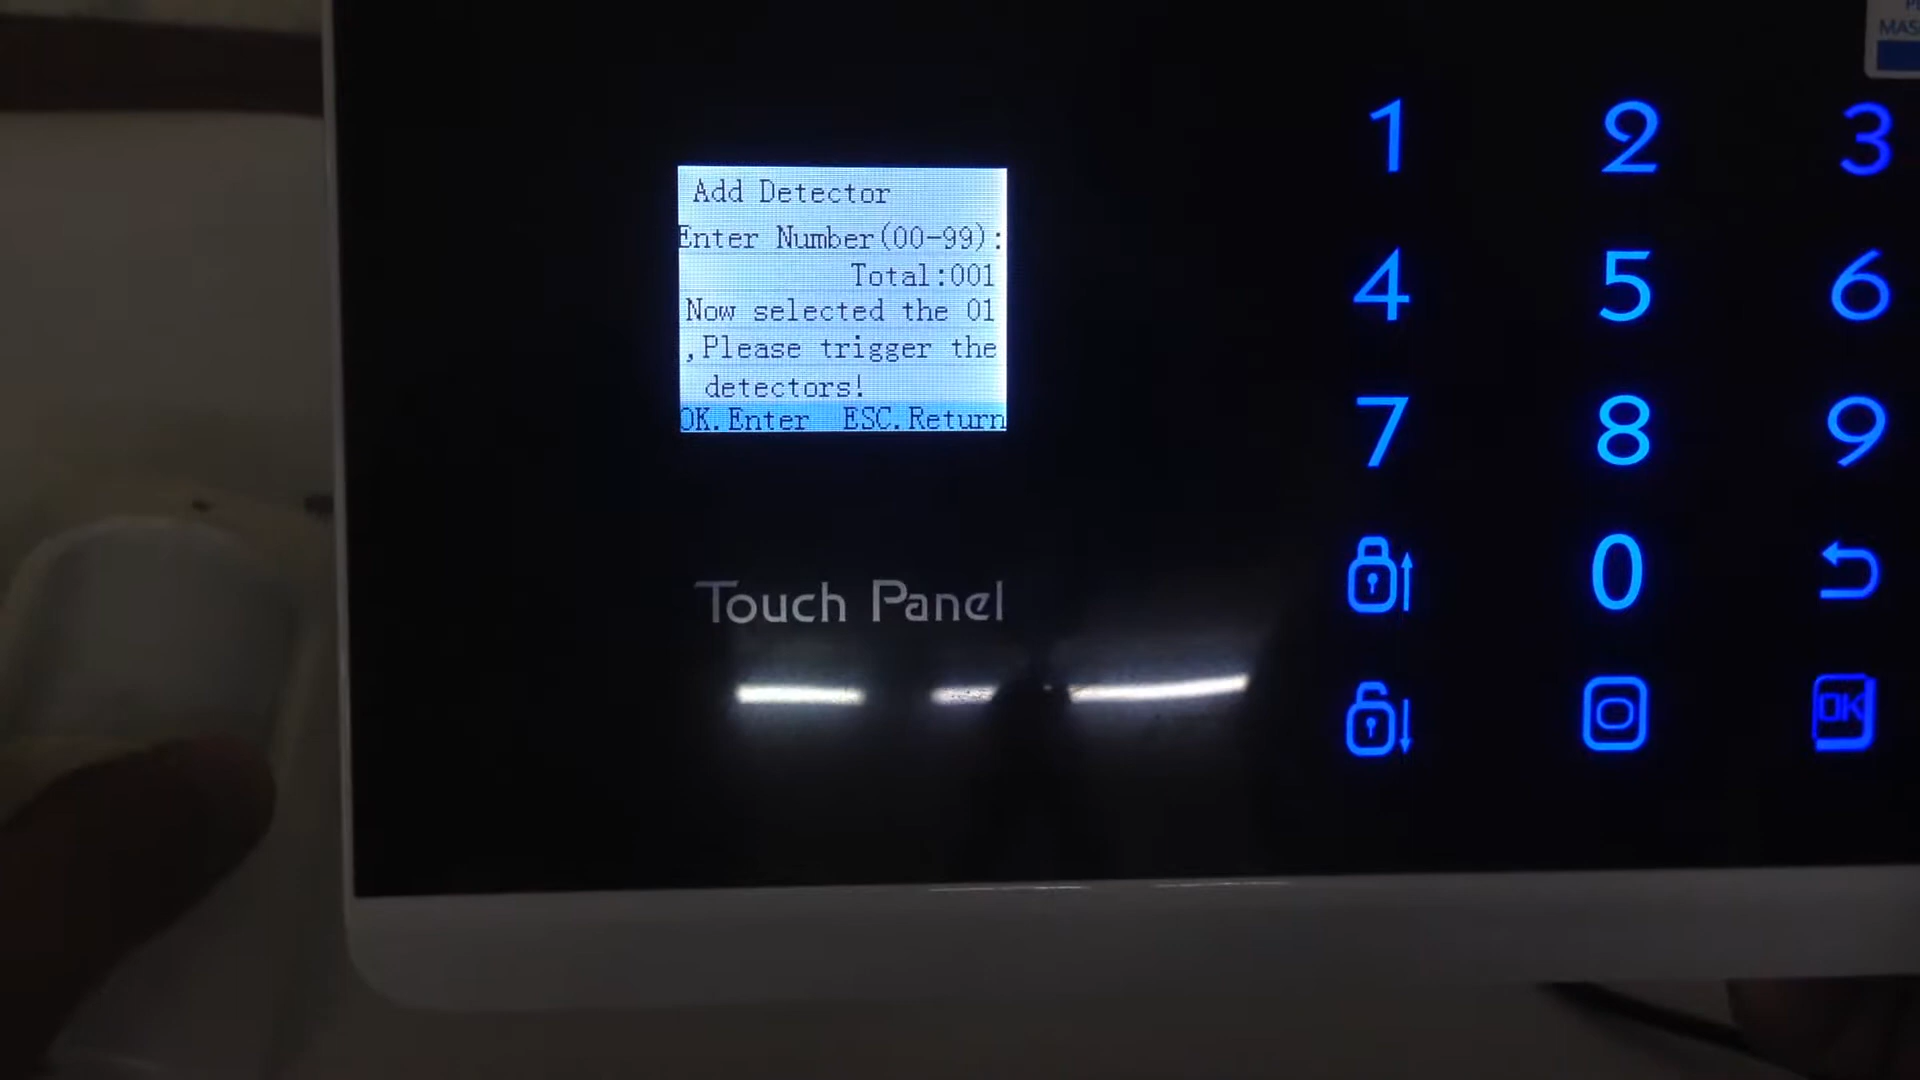 Add Detector
Enter Number(00-99):
Total:001
Now selected the 01
,Please trigger the
detectors!
OK.Enter ESC.Return
Touch Panel
1 2 3
4 5 6
7 8 9
0
OK